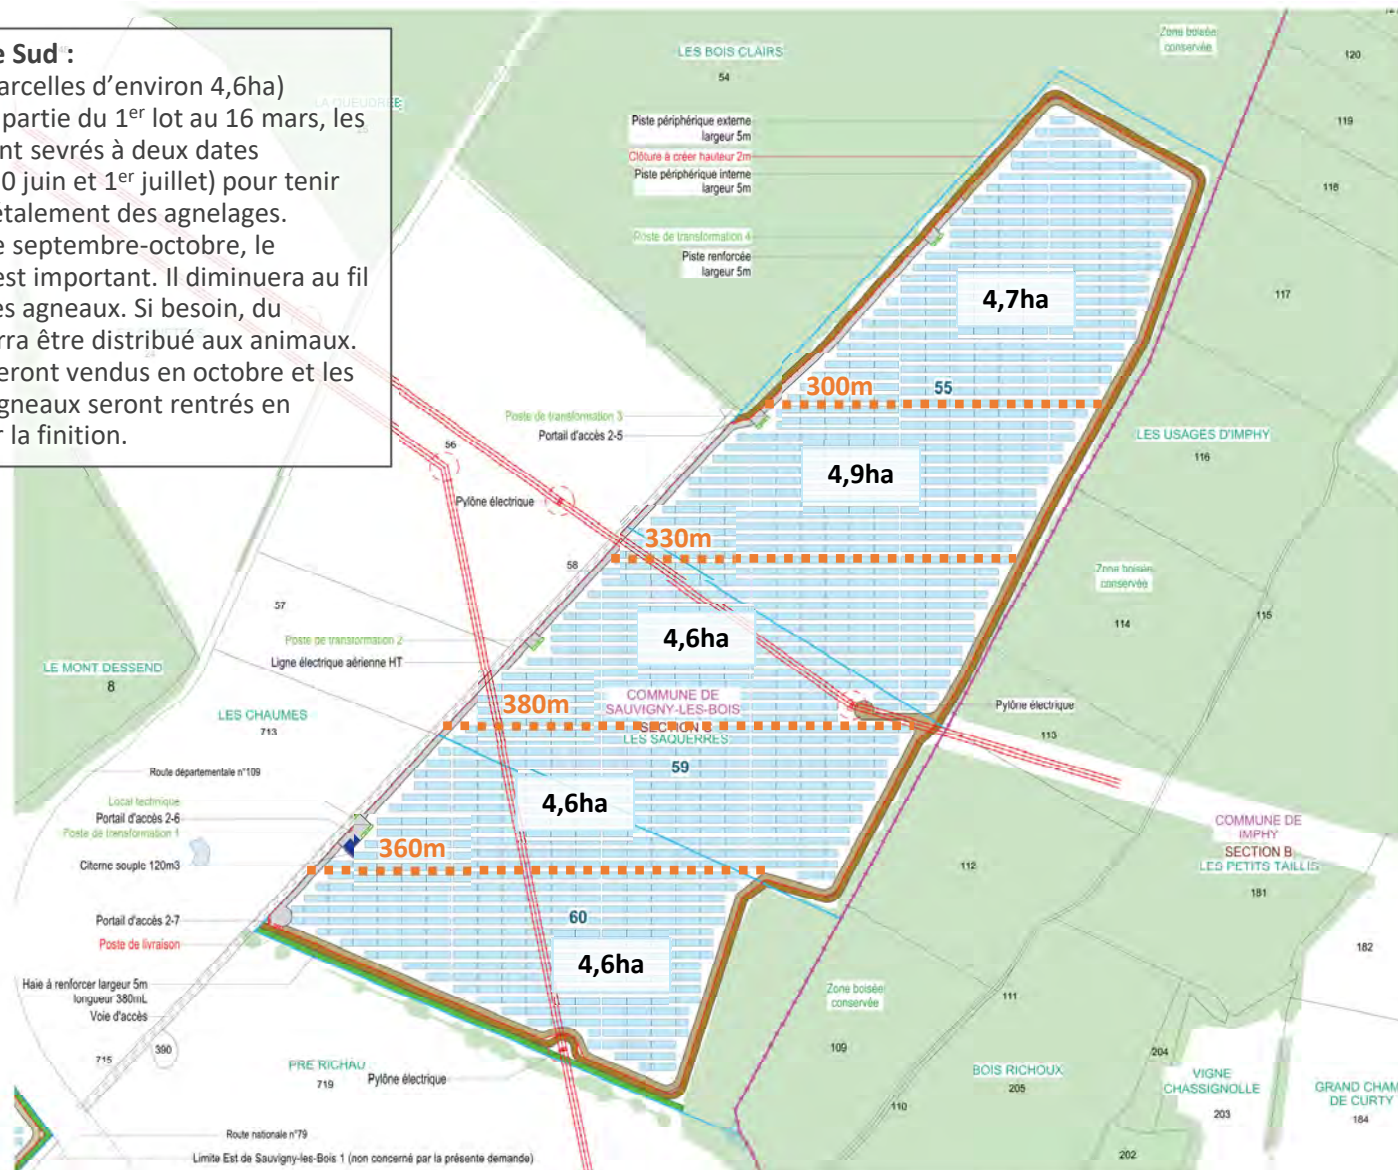 e Sud :
arcelles d’environ 4,6ha)
partie du 1er lot au 16 mars, les
nt sevrés à deux dates
0 juin et 1er juillet) pour tenir
étalement des agnelages.
e septembre-octobre, le
est important. Il diminuera au fil
es agneaux. Si besoin, du
rra être distribué aux animaux.
eront vendus en octobre et les
gneaux seront rentrés en
r la finition.
LES BOIS CLAIRS
54
Zone boisée
conservée
120
119
118
117
Piste périphérique externe
largeur 5m
Clôture à créer hauteur 2m
Piste périphérique interne
largeur 5m
Poste de transformation 4
Piste renforcée
largeur 5m
4,7ha
300m
55
Poste de transformation 3
Portail d'accès 2-5
56
LES USAGES D'IMPHY
116
4,9ha
Pylône électrique
330m
58
Zone boisée
conservée
114
115
57
Poste de transformation 2
Ligne électrique aérienne HT
4,6ha
LE MONT DESSEND
8
LES CHAUMES
713
380m
COMMUNE DE
SAUVIGNY-LES-BOIS
SECTION C
LES SAQUERRES
59
Pylône électrique
113
Route départementale n°109
Local technique
Portail d'accès 2-6
Poste de transformation 1
Citerne souple 120m3
4,6ha
360m
COMMUNE DE
IMPHY
SECTION B
LES PETITS TAILLIS
181
112
Portail d'accès 2-7
Poste de livraison
60
4,6ha
182
Haie à renforcer largeur 5m
longueur 380mL
Voie d'accès
Zone boisée
conservée
111
109
715
390
PRE RICHAU
719
Pylône électrique
BOIS RICHOUX
205
204
VIGNE
CHASSIGNOLLE
203
GRAND CHAM
DE CURTY
184
110
Route nationale n°79
Limite Est de Sauvigny-les-Bois 1 (non concerné par la présente demande)
202